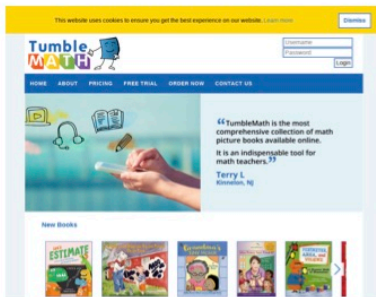 This website uses cookies to ensure you get the best experience on our website. Learn more
Dismiss
Tumble
MATH
Username
Password
Login
HOME ABOUT PRICING FREE TRIAL ORDER NOW CONTACT US
“TumbleMath is the most
comprehensive collection of math
picture books available online.
It is an indispensable tool for
math teachers.”
Terry L
Kinnelon, NJ
New Books
ESTIMATE